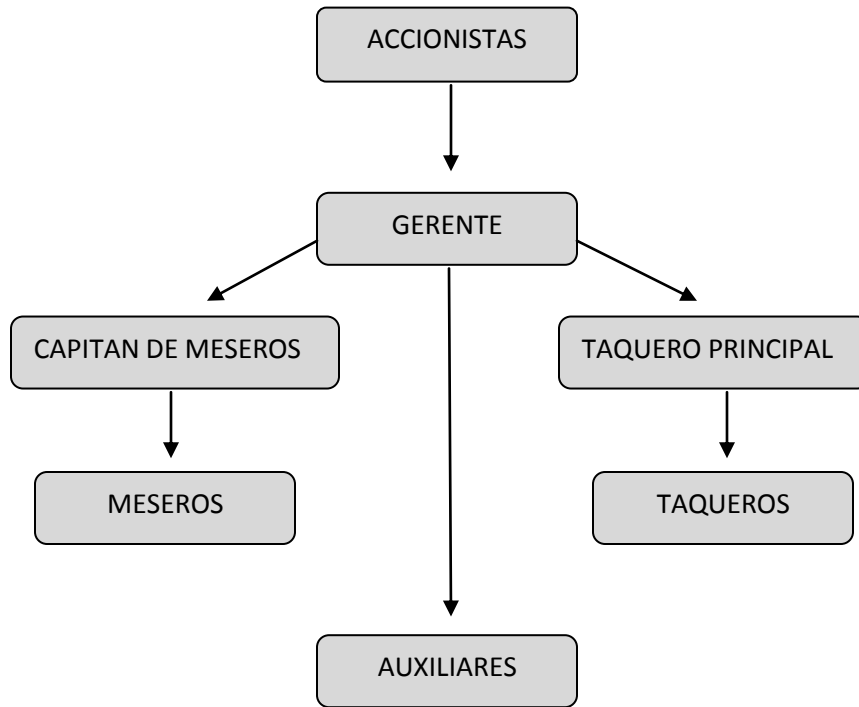 ACCIONISTAS
GERENTE
CAPITAN DE MESEROS
TAQUERO PRINCIPAL
MESEROS
TAQUEROS
AUXILIARES